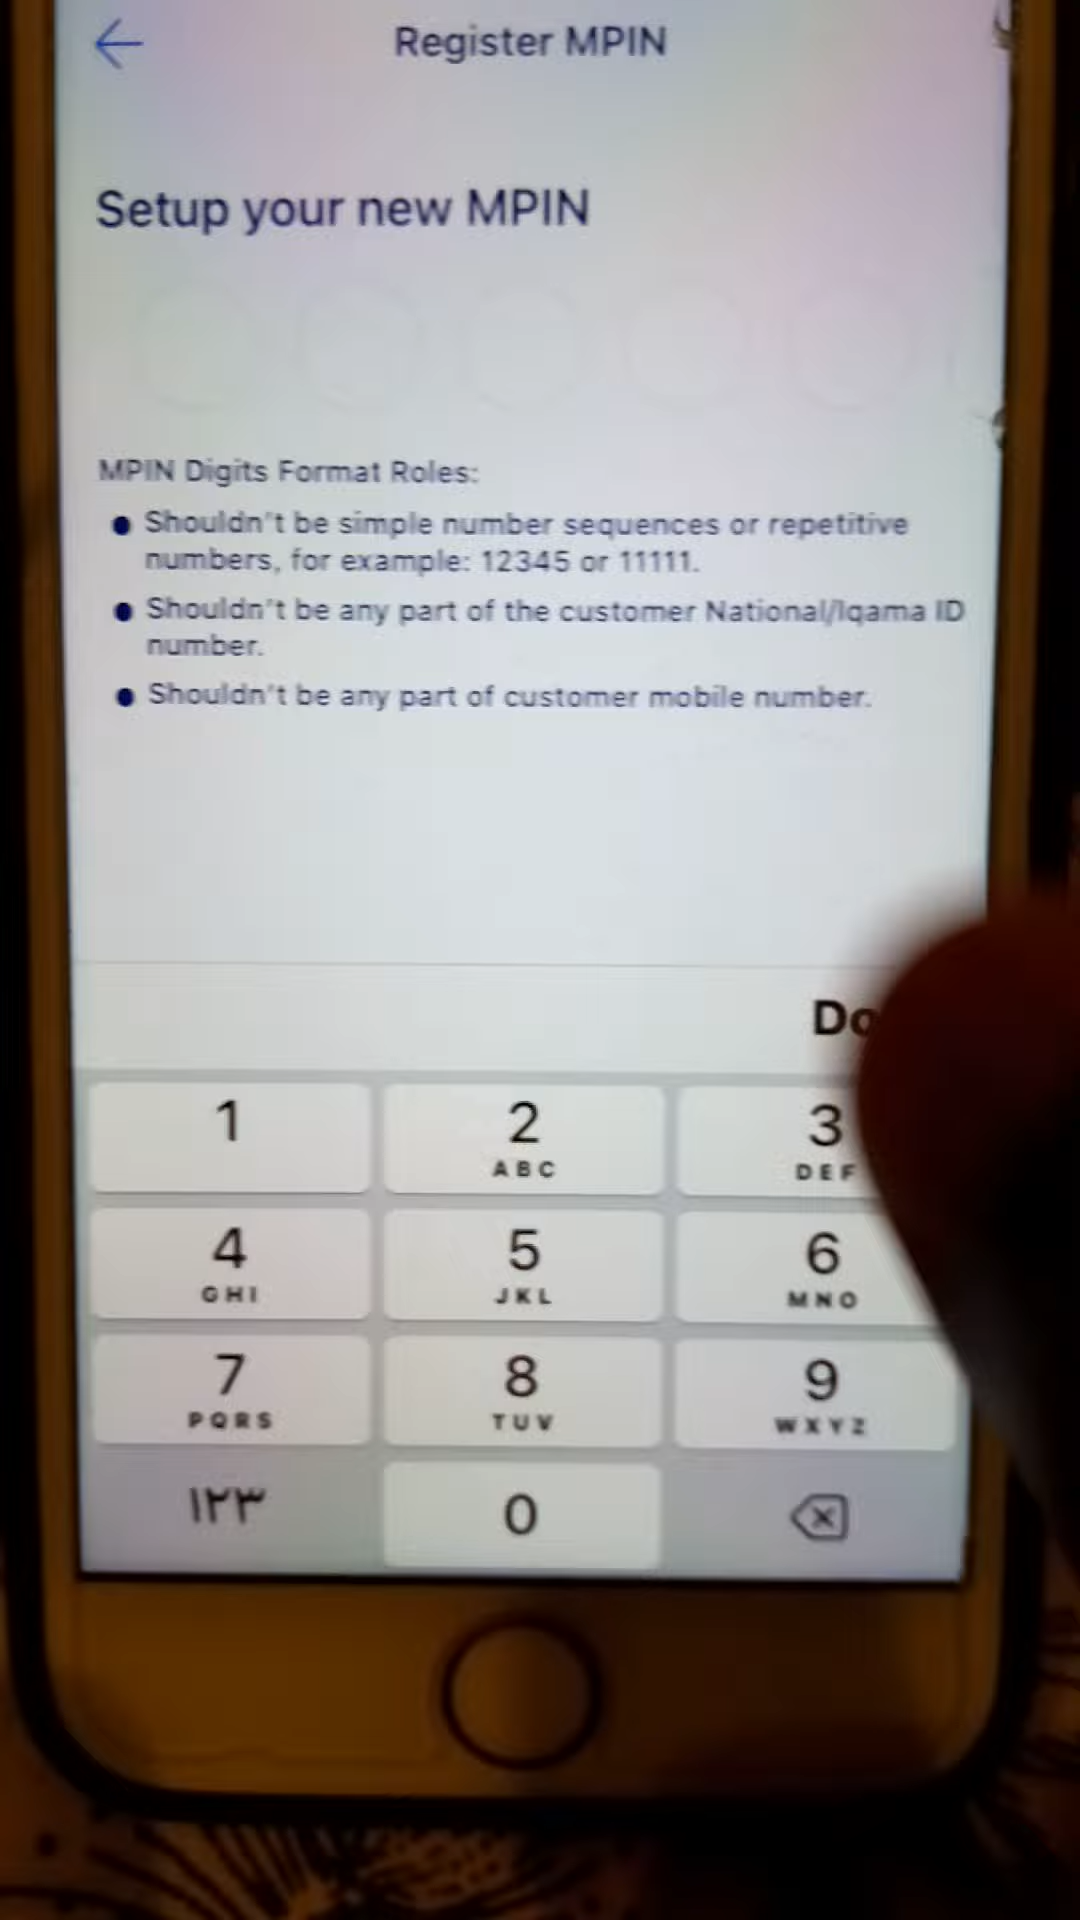 Register MPIN
Setup your new MPIN
MPIN Digits Format Roles:
Shouldn't be simple number sequences or repetitive
numbers, for example: 12345 or 11111.
Shouldn't be any part of the customer National/Iqama ID
number.
Shouldn't be any part of customer mobile number.
Do
1
2
ABC
3
DEF
4
GHI
5
JKL
6
MNO
7
PQRS
8
TUV
9
WXYZ
١٢٣
0